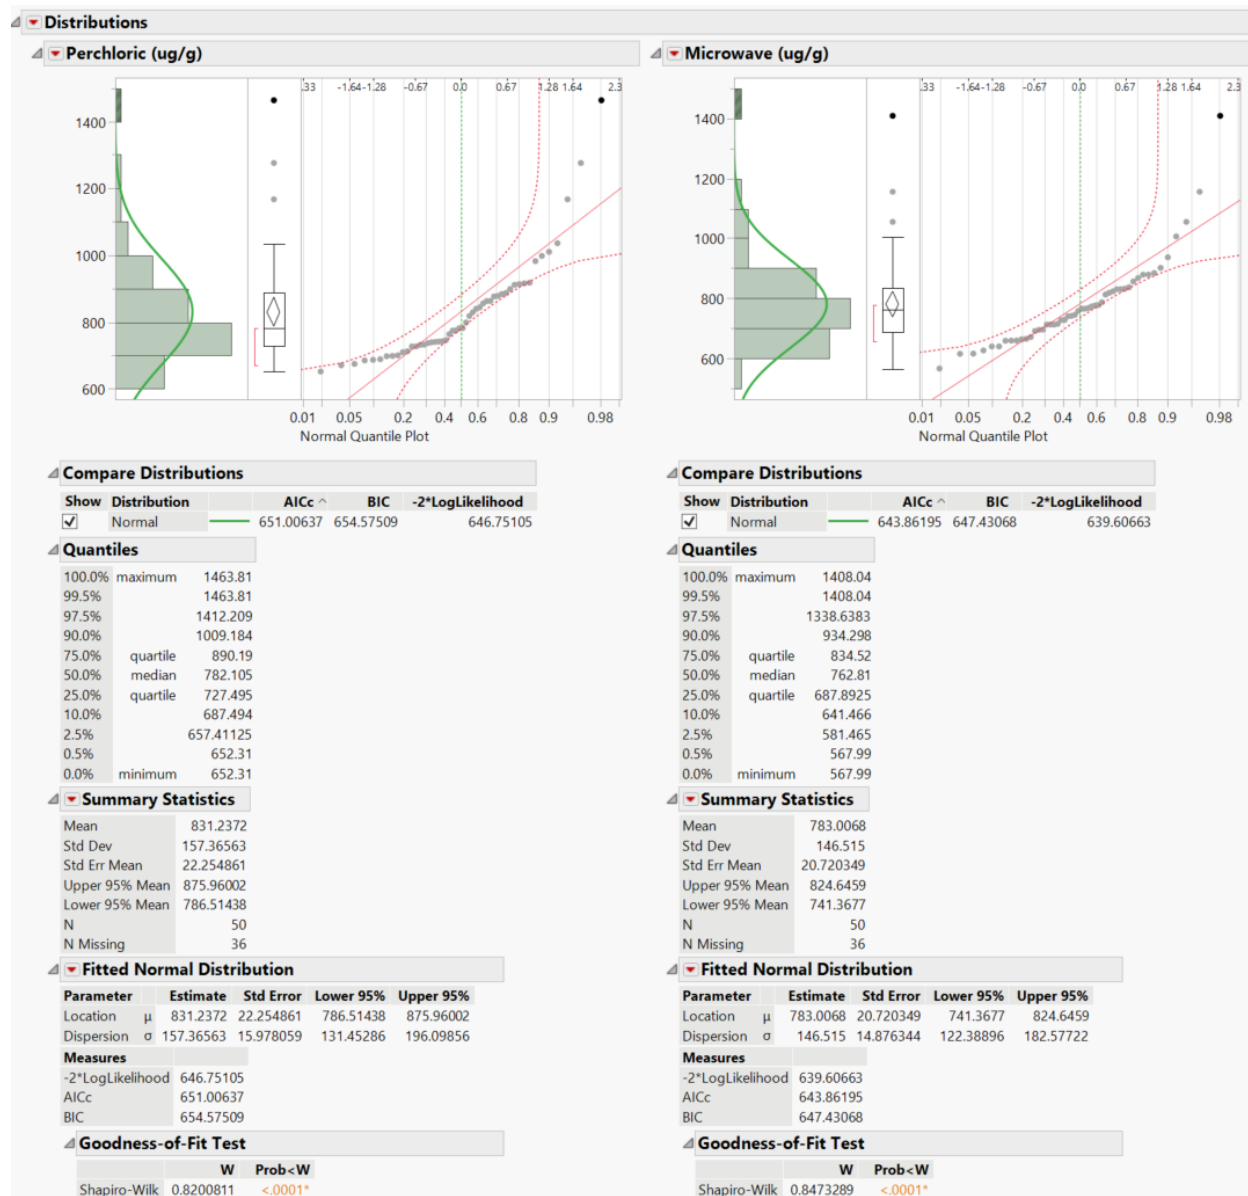 Distributions
Perchloric (ug/g)
.33 -1.64 -1.28 -0.67 0.0 0.67 1.28 1.64 2.3
1400
1200
1000
800
600
0.01 0.05 0.2 0.4 0.6 0.8 0.9 0.98
Normal Quantile Plot
Compare Distributions
Show Distribution AICc ^ BIC -2*LogLikelihood
Normal 651.00637 654.57509 646.75105
Quantiles
100.0% maximum 1463.81
99.5% 1463.81
97.5% 1412.209
90.0% 1009.184
75.0% quartile 890.19
50.0% median 782.105
25.0% quartile 727.495
10.0% 687.494
2.5% 657.41125
0.5% 652.31
0.0% minimum 652.31
Summary Statistics
Mean 831.2372
Std Dev 157.36563
Std Err Mean 22.254861
Upper 95% Mean 875.96002
Lower 95% Mean 786.51438
N 50
N Missing 36
Fitted Normal Distribution
Parameter Estimate Std Error Lower 95% Upper 95%
Location μ 831.2372 22.254861 786.51438 875.96002
Dispersion σ 157.36563 15.978059 131.45286 196.09856
Measures
-2*LogLikelihood 646.75105
AICc 651.00637
BIC 654.57509
Goodness-of-Fit Test
W Prob<W
Shapiro-Wilk 0.8200811 <.0001*
Microwave (ug/g)
.33 -1.64 -1.28 -0.67 0.0 0.67 1.28 1.64 2.3
1400
1200
1000
800
600
0.01 0.05 0.2 0.4 0.6 0.8 0.9 0.98
Normal Quantile Plot
Compare Distributions
Show Distribution AICc ^ BIC -2*LogLikelihood
Normal 643.86195 647.43068 639.60663
Quantiles
100.0% maximum 1408.04
99.5% 1408.04
97.5% 1338.6383
90.0% 934.298
75.0% quartile 834.52
50.0% median 762.81
25.0% quartile 687.8925
10.0% 641.466
2.5% 581.465
0.5% 567.99
0.0% minimum 567.99
Summary Statistics
Mean 783.0068
Std Dev 146.515
Std Err Mean 20.720349
Upper 95% Mean 824.6459
Lower 95% Mean 741.3677
N 50
N Missing 36
Fitted Normal Distribution
Parameter Estimate Std Error Lower 95% Upper 95%
Location μ 783.0068 20.720349 741.3677 824.6459
Dispersion σ 146.515 14.876344 122.38896 182.57722
Measures
-2*LogLikelihood 639.60663
AICc 643.86195
BIC 647.43068
Goodness-of-Fit Test
W Prob<W
Shapiro-Wilk 0.8473289 <.0001*